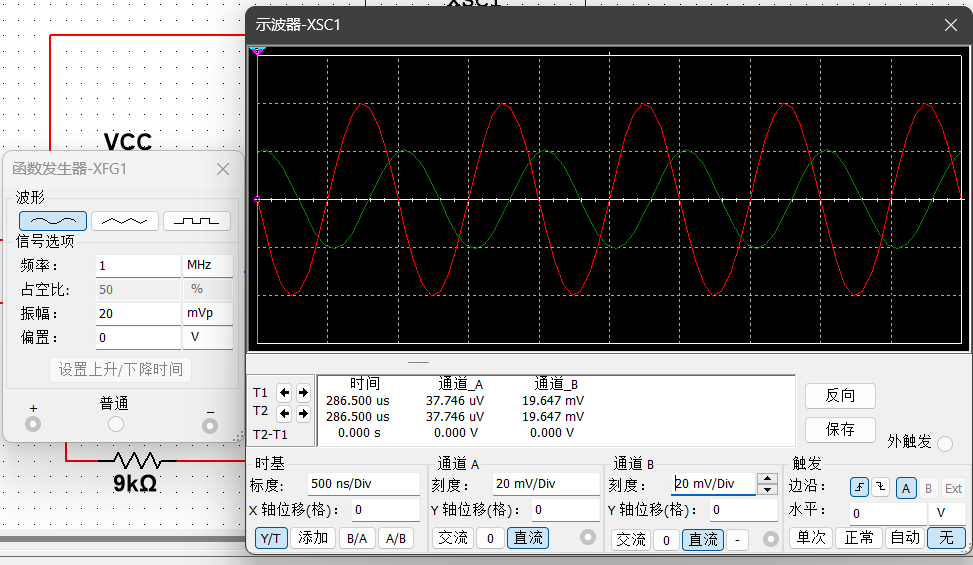 XSC1
示波器-XSC1
VCC
函数发生器-XFG1
波形
信号选项
频率： 1 MHz
占空比: 50 %
振幅： 20 mVp
偏置： 0 V
设置上升/下降时间
+ 普通 −
9kΩ
时间 通道_A 通道_B
T1 286.500 us 37.746 uV 19.647 mV
T2 286.500 us 37.746 uV 19.647 mV
T2-T1 0.000 s 0.000 V 0.000 V
反向
保存
外触发
时基
标度: 500 ns/Div
X 轴位移(格)： 0
Y/T 添加 B/A A/B
通道 A
刻度： 20 mV/Div
Y 轴位移(格)： 0
交流 0 直流
通道 B
刻度： 20 mV/Div
Y 轴位移(格)： 0
交流 0 直流 -
触发
边沿： A B Ext
水平： 0 V
单次 正常 自动 无